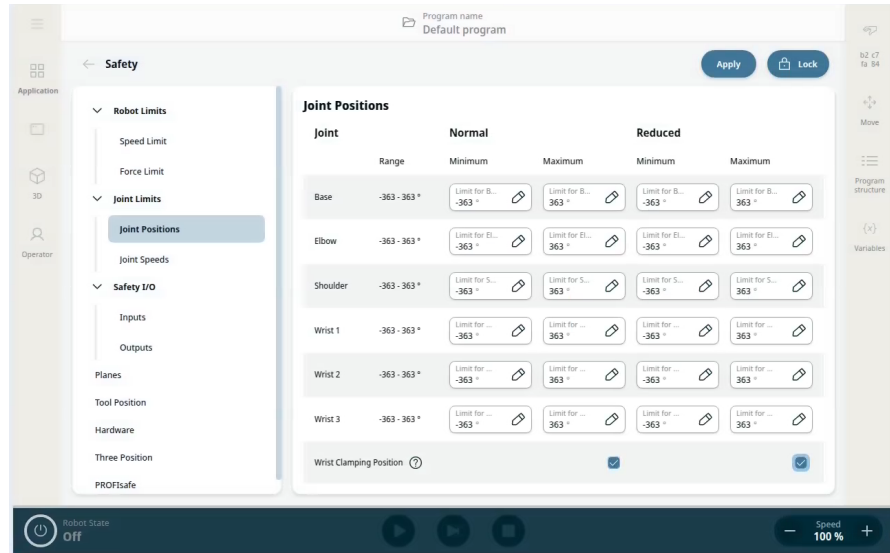 Program name
Default program
Safety
Apply
Lock
b2 c7
fa 84
Application
3D
Operator
Move
Program
structure
{x}
Variables
Robot Limits
Speed Limit
Force Limit
Joint Limits
Joint Positions
Joint Speeds
Safety I/O
Inputs
Outputs
Planes
Tool Position
Hardware
Three Position
PROFIsafe
Joint Positions
Joint Normal Reduced
Range Minimum Maximum Minimum Maximum
Limit for B... Limit for B... Limit for B... Limit for B...
Base -363 - 363 ° -363 ° 363 ° -363 ° 363 °
Limit for El... Limit for El... Limit for El... Limit for El...
Elbow -363 - 363 ° -363 ° 363 ° -363 ° 363 °
Limit for S... Limit for S... Limit for S... Limit for S...
Shoulder -363 - 363 ° -363 ° 363 ° -363 ° 363 °
Limit for ... Limit for ... Limit for ... Limit for ...
Wrist 1 -363 - 363 ° -363 ° 363 ° -363 ° 363 °
Limit for ... Limit for ... Limit for ... Limit for ...
Wrist 2 -363 - 363 ° -363 ° 363 ° -363 ° 363 °
Limit for ... Limit for ... Limit for ... Limit for ...
Wrist 3 -363 - 363 ° -363 ° 363 ° -363 ° 363 °
Wrist Clamping Position ?
Robot State
Off
Speed
100 %